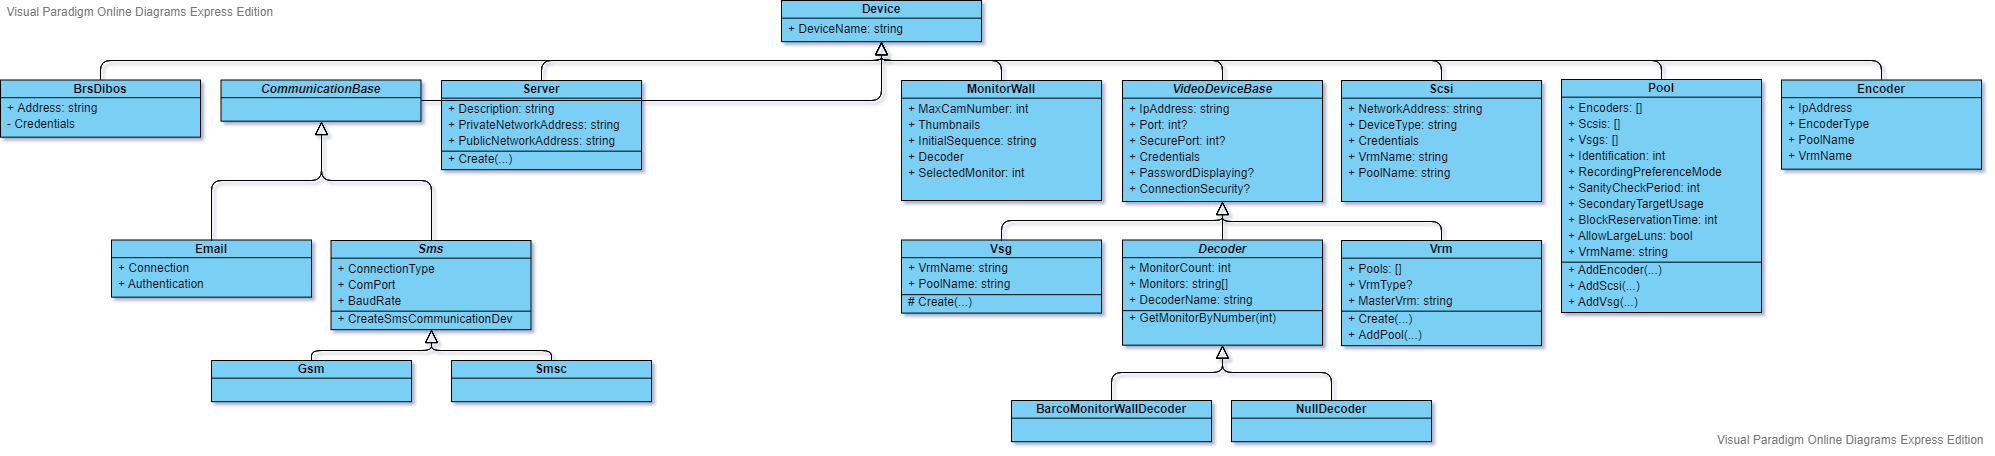 Visual Paradigm Online Diagrams Express Edition
Device
+ DeviceName: string
BrsDibos
+ Address: string
- Credentials
CommunicationBase
Server
+ Description: string
+ PrivateNetworkAddress: string
+ PublicNetworkAddress: string
+ Create(...)
MonitorWall
+ MaxCamNumber: int
+ Thumbnails
+ InitialSequence: string
+ Decoder
+ SelectedMonitor: int
VideoDeviceBase
+ IpAddress: string
+ Port: int?
+ SecurePort: int?
+ Credentials
+ PasswordDisplaying?
+ ConnectionSecurity?
Scsi
+ NetworkAddress: string
+ DeviceType: string
+ Credentials
+ VrmName: string
+ PoolName: string
Pool
+ Encoders: []
+ Scsis: []
+ Vsgs: []
+ Identification: int
+ RecordingPreferenceMode
+ SanityCheckPeriod: int
+ SecondaryTargetUsage
+ BlockReservationTime: int
+ AllowLargeLuns: bool
+ VrmName: string
+ AddEncoder(...)
+ AddScsi(...)
+ AddVsg(...)
Encoder
+ IpAddress
+ EncoderType
+ PoolName
+ VrmName
Email
+ Connection
+ Authentication
Sms
+ ConnectionType
+ ComPort
+ BaudRate
+ CreateSmsCommunicationDev
Vsg
+ VrmName: string
+ PoolName: string
# Create(...)
Decoder
+ MonitorCount: int
+ Monitors: string[]
+ DecoderName: string
+ GetMonitorByNumber(int)
Vrm
+ Pools: []
+ VrmType?
+ MasterVrm: string
+ Create(...)
+ AddPool(...)
Gsm
Smsc
BarcoMonitorWallDecoder
NullDecoder
Visual Paradigm Online Diagrams Express Edition